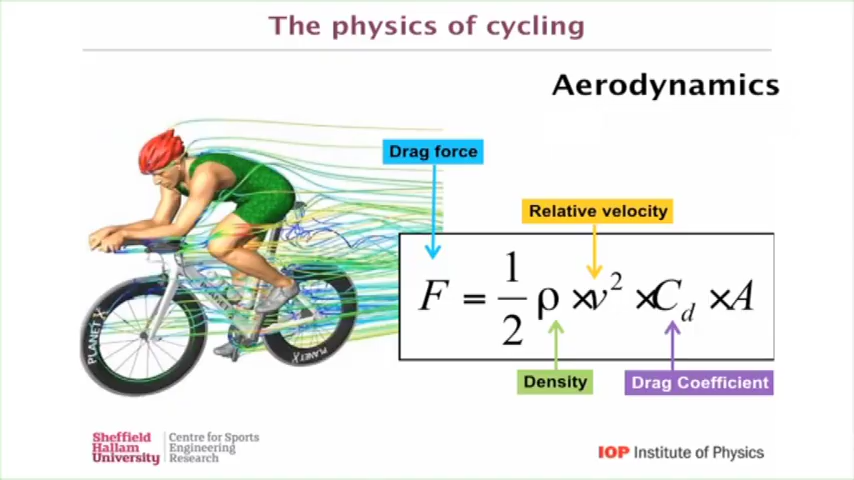 The physics of cycling
Aerodynamics
Drag force
Relative velocity
F = 1/2 ρ × v² × C_d × A
Density
Drag Coefficient
PLANET X
PLANET X
Sheffield
Hallam
University
Centre for Sports
Engineering
Research
IOP Institute of Physics